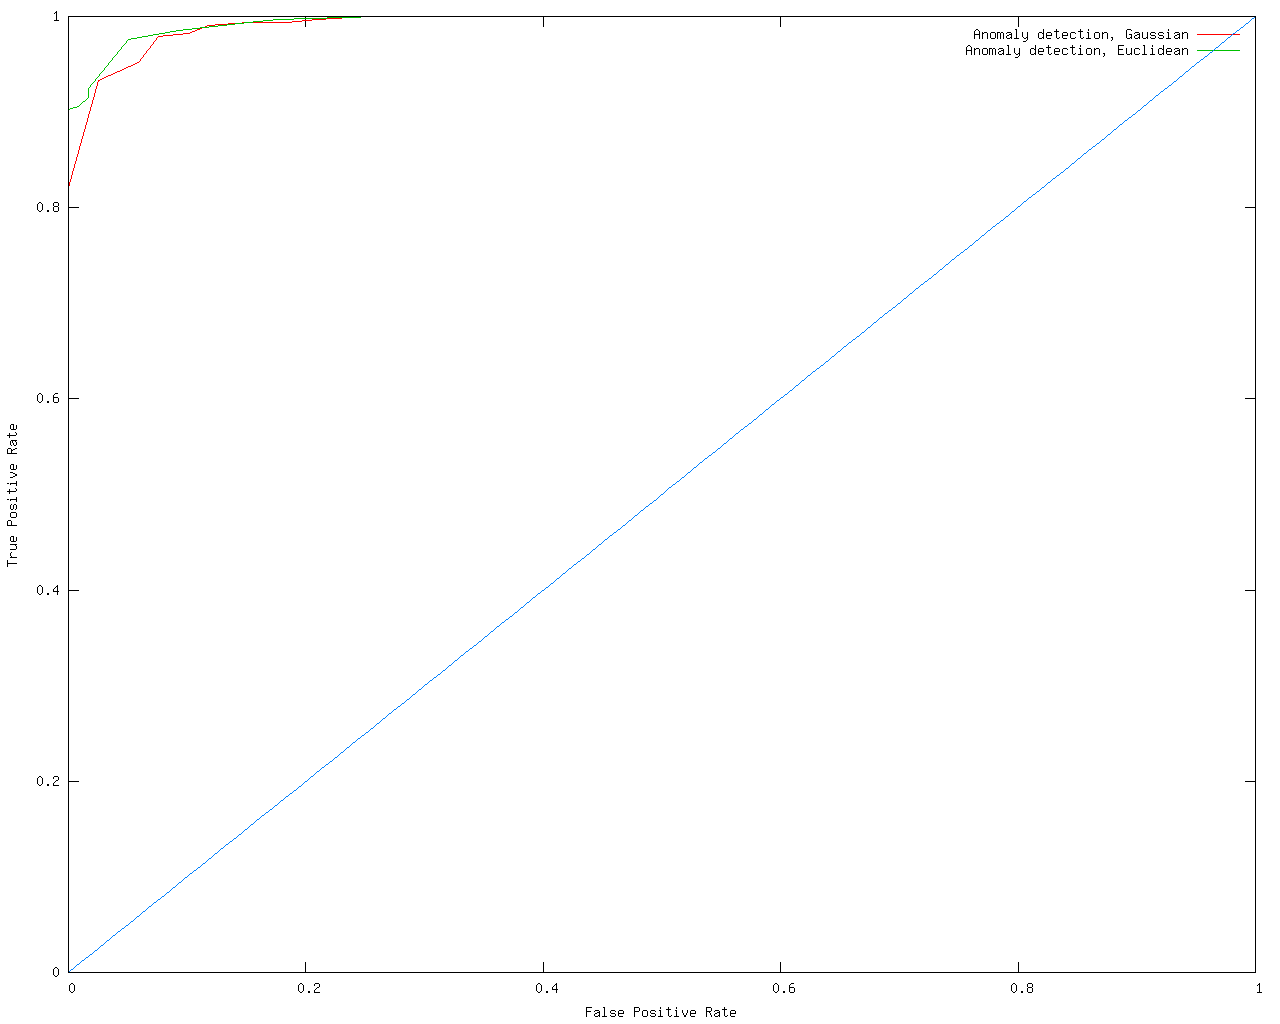 1
0.8
0.6
0.4
0.2
0
True Positive Rate
Anomaly detection, Gaussian
Anomaly detection, Euclidean
0 0.2 0.4 0.6 0.8 1
False Positive Rate